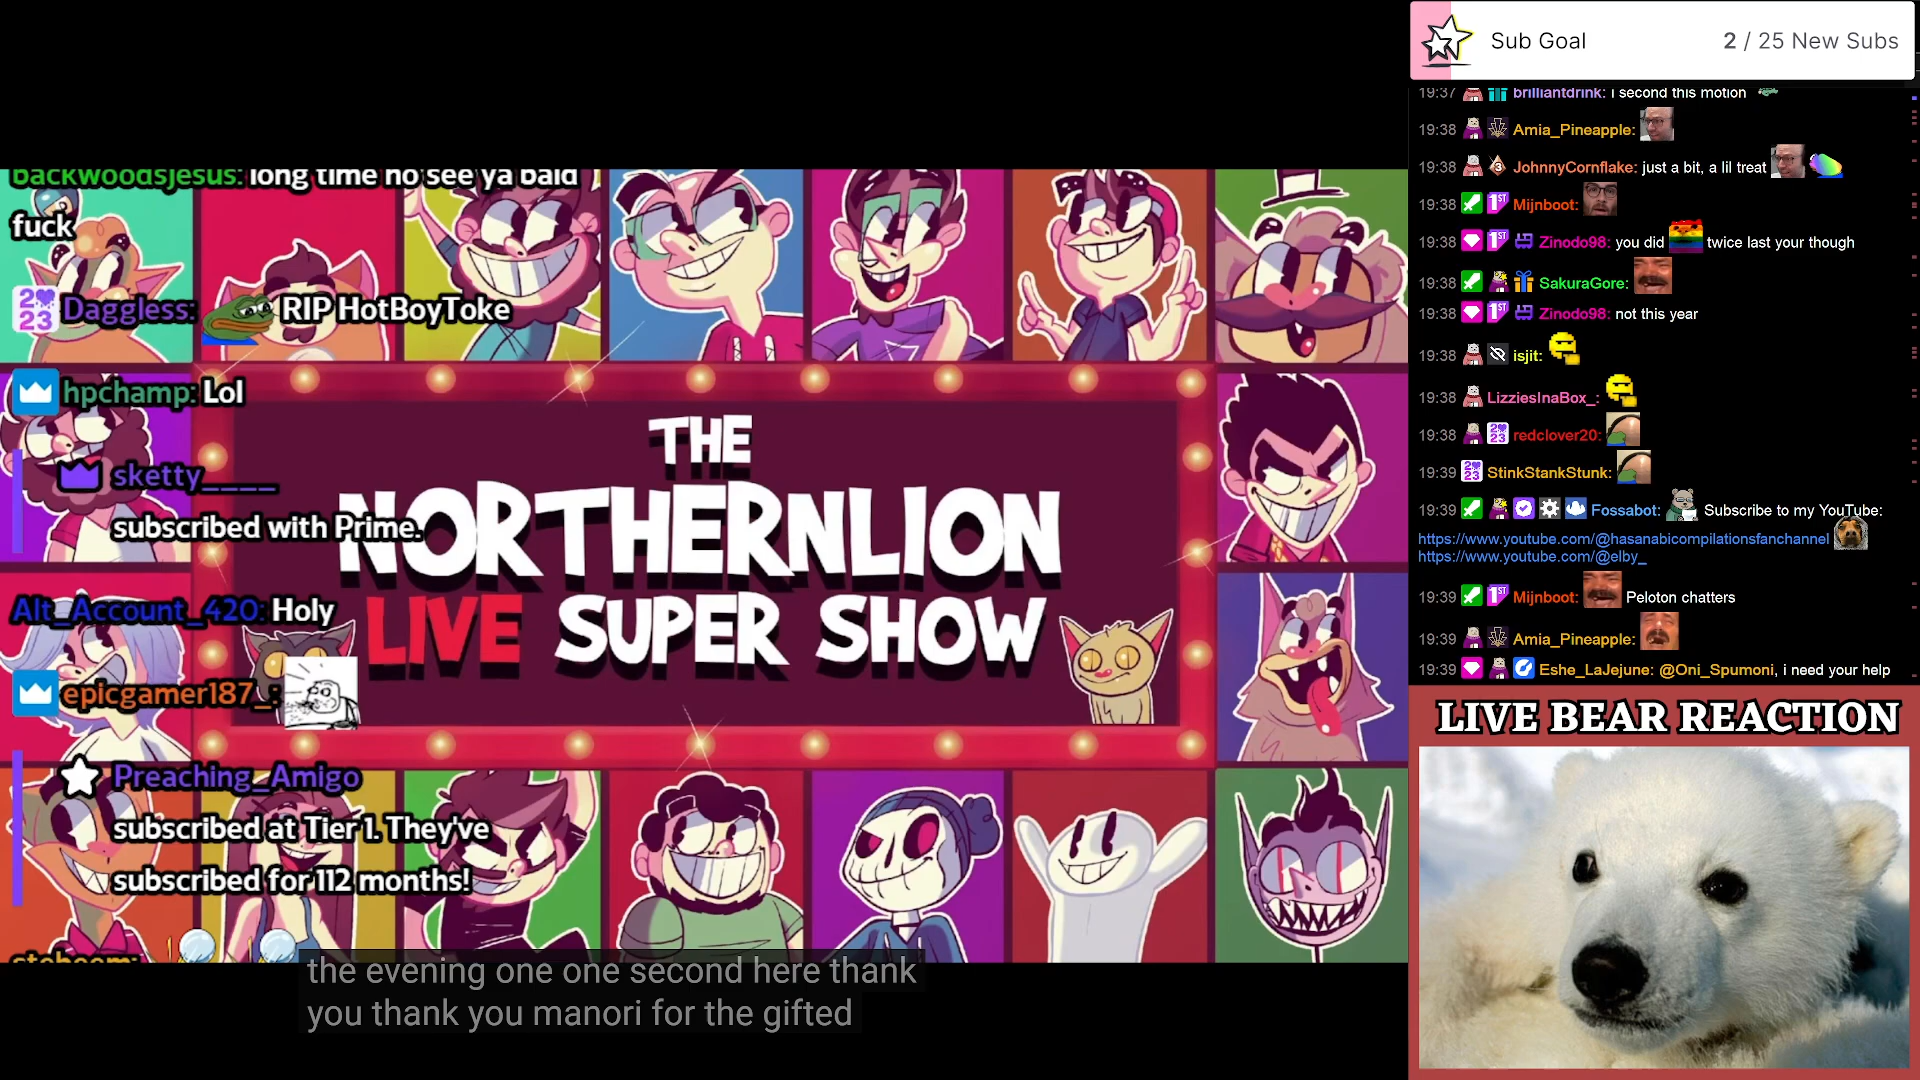 backwoodsjesus: long time no see ya bald
fuck
Daggless: RIP HotBoyToke
hpchamp: Lol
sketty____
subscribed with Prime.
Alt_Account_420: Holy
epicgamer187_:
Preaching_Amigo
subscribed at Tier 1. They've
subscribed for 112 months!
THE
NORTHERNLION
LIVE SUPER SHOW
the evening one one second here thank
you thank you manori for the gifted
Sub Goal 2 / 25 New Subs
19:37 brilliantdrink: i second this motion
19:38 Amia_Pineapple:
19:38 JohnnyCornflake: just a bit, a lil treat
19:38 Mijnboot:
19:38 Zinodo98: you did twice last your though
19:38 SakuraGore:
19:38 Zinodo98: not this year
19:38 isjit:
19:38 LizziesInaBox_:
19:38 redclover20:
19:39 StinkStankStunk:
19:39 Fossabot: Subscribe to my YouTube:
https://www.youtube.com/@hasanabicompilationsfanchannel
https://www.youtube.com/@elby_
19:39 Mijnboot: Peloton chatters
19:39 Amia_Pineapple:
19:39 Eshe_LaJejune: @Oni_Spumoni, i need your help
LIVE BEAR REACTION